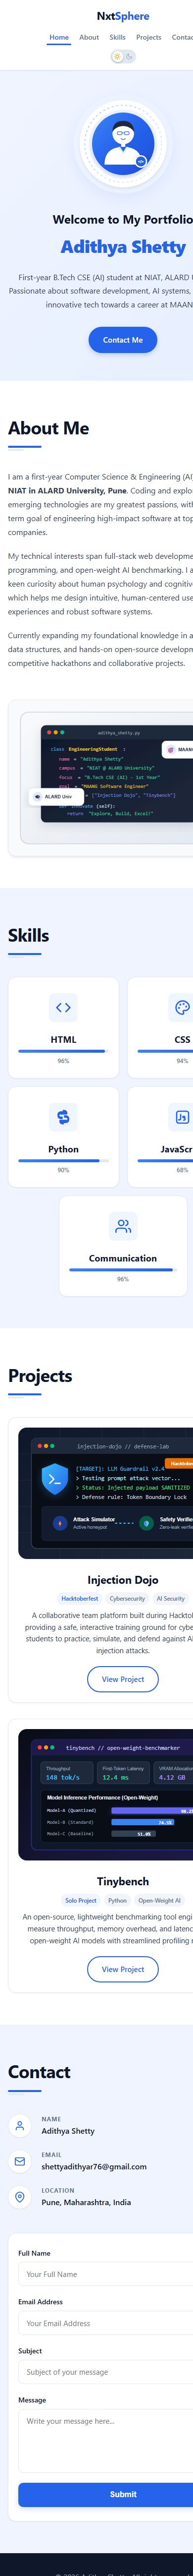 NxtSphere
Home About Skills Projects Contac
Welcome to My Portfolio
Adithya Shetty
First-year B.Tech CSE (AI) student at NIAT, ALARD U
Passionate about software development, AI systems,
innovative tech towards a career at MAAN
Contact Me
About Me
I am a first-year Computer Science & Engineering (AI)
NIAT in ALARD University, Pune. Coding and explo
emerging technologies are my greatest passions, with
term goal of engineering high-impact software at top
companies.
My technical interests span full-stack web developme
programming, and open-weight AI benchmarking. I a
keen curiosity about human psychology and cognitiv
which helps me design intuitive, human-centered use
experiences and robust software systems.
Currently expanding my foundational knowledge in a
data structures, and hands-on open-source developm
competitive hackathons and collaborative projects.
adithya_shetty.py
class EngineeringStudent :
name = "Adithya Shetty"
campus = "NIAT @ ALARD University"
focus = "B.Tech CSE (AI) - 1st Year"
goal = "MAANG Software Engineer"
= ["Injection Dojo", "Tinybench"]
(self):
return "Explore, Build, Excel!"
MAAN
ALARD Univ
Skills
HTML
96%
CSS
94%
Python
90%
JavaScr
68%
Communication
96%
Projects
injection-dojo // defense-lab
Hacktober
[TARGET]: LLM Guardrail v2.4
> Testing prompt attack vector...
> Status: Injected payload SANITIZED
> Defense rule: Token Boundary Lock
Attack Simulator
Active honeypot
Safety Verifie
Zero-leak verifie
Injection Dojo
Hacktoberfest Cybersecurity AI Security
A collaborative team platform built during Hackto
providing a safe, interactive training ground for cybe
students to practice, simulate, and defend against AI
injection attacks.
View Project
tinybench // open-weight-benchmarker
Throughput
148 tok/s
First-Token Latency
12.4 ms
VRAM Allocation
4.12 GB
Model Inference Performance (Open-Weight)
Model-A (Quantized)
Model-B (Standard) 74.5%
Model-C (Baseline) 51.0%
Tinybench
Solo Project Python Open-Weight AI
An open-source, lightweight benchmarking tool engi
measure throughput, memory overhead, and latenc
open-weight AI models with streamlined profiling m
View Project
Contact
NAME
Adithya Shetty
EMAIL
shettyadithyar76@gmail.com
LOCATION
Pune, Maharashtra, India
Full Name
Your Full Name
Email Address
Your Email Address
Subject
Subject of your message
Message
Write your message here...
Submit